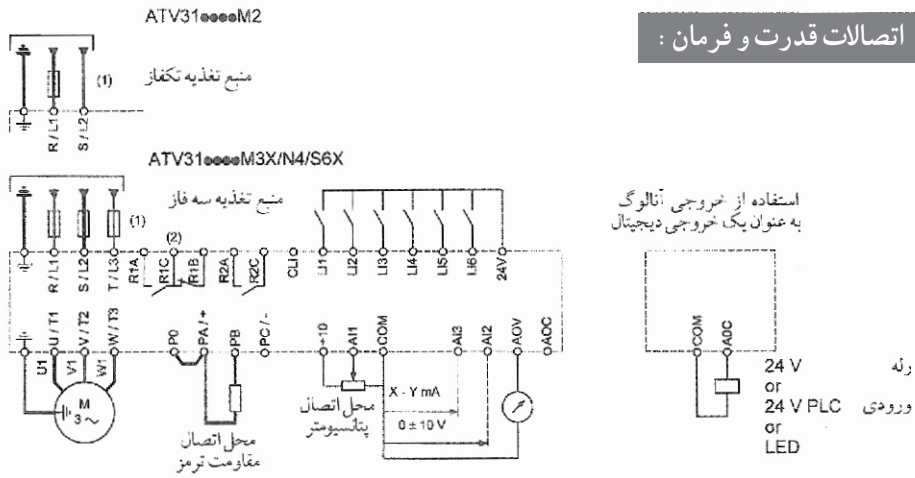 اتصالات قدرت و فرمان :
ATV31●●●●M2
منبع تغذیه تکفاز
(1)
R / L1
S / L2
ATV31●●●●M3X/N4/S6X
منبع تغذیه سه فاز
(1)
(2)
R / L1
S / L2
T / L3
R1A
R1C
R1B
R2A
R2C
CLI
LI1
LI2
LI3
LI4
LI5
LI6
24V
U / T1
V / T2
W / T3
P0
PA / +
PB
PC / -
+10
AI1
COM
AI3
AI2
AOV
AOC
U1
V1
W1
M
3 ~
محل اتصال
مقاومت ترمز
محل اتصال
پتانسیومتر
X - Y mA
0 ± 10 V
استفاده از خروجی آنالوگ
به عنوان یک خروجی دیجیتال
COM
A0C
24 V رله
or
24 V PLC ورودی
or
LED